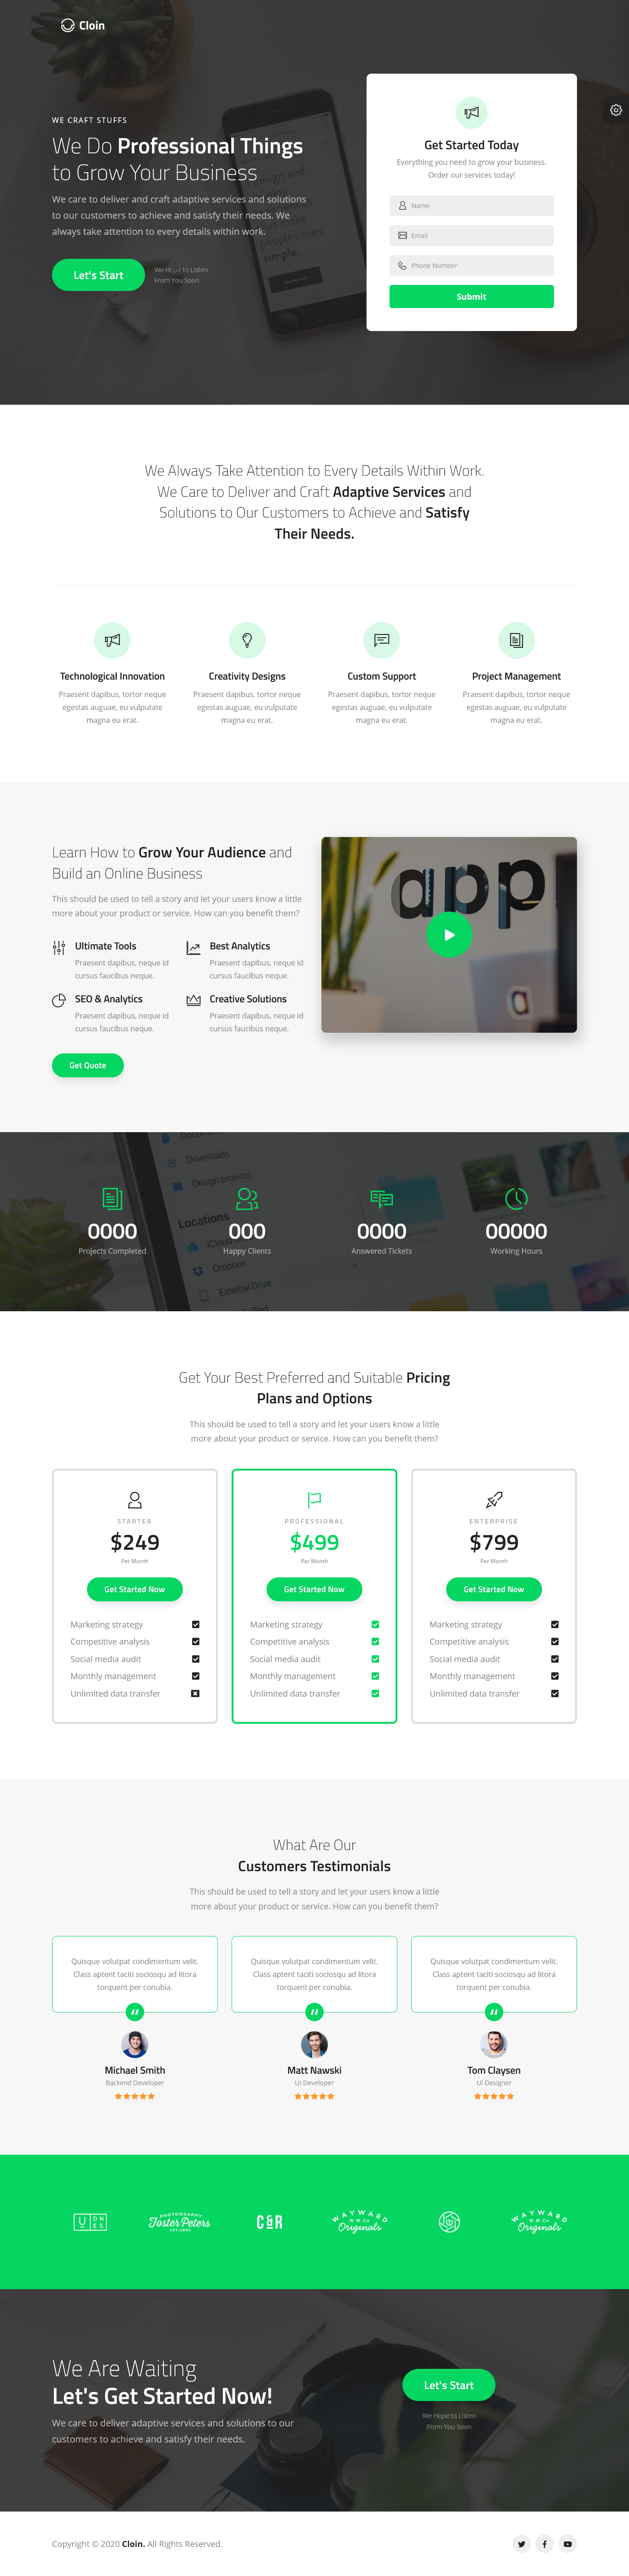 Cloin
WE CRAFT STUFFS
We Do Professional Things
to Grow Your Business
We care to deliver and craft adaptive services and solutions
to our customers to achieve and satisfy their needs. We
always take attention to every details within work.
Let's Start
We Hope to Listen
From You Soon
Get Started Today
Everything you need to grow your business.
Order our services today!
Name
Email
Phone Number
Submit
We Always Take Attention to Every Details Within Work.
We Care to Deliver and Craft Adaptive Services and
Solutions to Our Customers to Achieve and Satisfy
Their Needs.
Technological Innovation
Praesent dapibus, tortor neque
egestas auguae, eu vulputate
magna eu erat.
Creativity Designs
Praesent dapibus, tortor neque
egestas auguae, eu vulputate
magna eu erat.
Custom Support
Praesent dapibus, tortor neque
egestas auguae, eu vulputate
magna eu erat.
Project Management
Praesent dapibus, tortor neque
egestas auguae, eu vulputate
magna eu erat.
Learn How to Grow Your Audience and
Build an Online Business
This should be used to tell a story and let your users know a little
more about your product or service. How can you benefit them?
Ultimate Tools
Praesent dapibus, neque id
cursus faucibus neque.
Best Analytics
Praesent dapibus, neque id
cursus faucibus neque.
SEO & Analytics
Praesent dapibus, neque id
cursus faucibus neque.
Creative Solutions
Praesent dapibus, neque id
cursus faucibus neque.
Get Quote
app
Downloads
Design projects
Locations
iCloud
Dropbox
External Drive
0000
Projects Completed
000
Happy Clients
0000
Answered Tickets
00000
Working Hours
Get Your Best Preferred and Suitable Pricing
Plans and Options
This should be used to tell a story and let your users know a little
more about your product or service. How can you benefit them?
STARTER
$249
Per Month
Get Started Now
Marketing strategy
Competitive analysis
Social media audit
Monthly management
Unlimited data transfer
PROFESSIONAL
$499
Per Month
Get Started Now
Marketing strategy
Competitive analysis
Social media audit
Monthly management
Unlimited data transfer
ENTERPRISE
$799
Per Month
Get Started Now
Marketing strategy
Competitive analysis
Social media audit
Monthly management
Unlimited data transfer
What Are Our
Customers Testimonials
This should be used to tell a story and let your users know a little
more about your product or service. How can you benefit them?
Quisque volutpat condimentum velit.
Class aptent taciti sociosqu ad litora
torquent per conubia.
Michael Smith
Backend Developer
Quisque volutpat condimentum velit.
Class aptent taciti sociosqu ad litora
torquent per conubia.
Matt Nawski
UI Developer
Quisque volutpat condimentum velit.
Class aptent taciti sociosqu ad litora
torquent per conubia.
Tom Claysen
UI Designer
PHOTOGRAPHY
Foster Peters
C&R
WAYWARD
Originals
WAYWARD
Originals
We Are Waiting
Let's Get Started Now!
We care to deliver adaptive services and solutions to our
customers to achieve and satisfy their needs.
Let's Start
We Hope to Listen
From You Soon
Copyright © 2020 Cloin. All Rights Reserved.